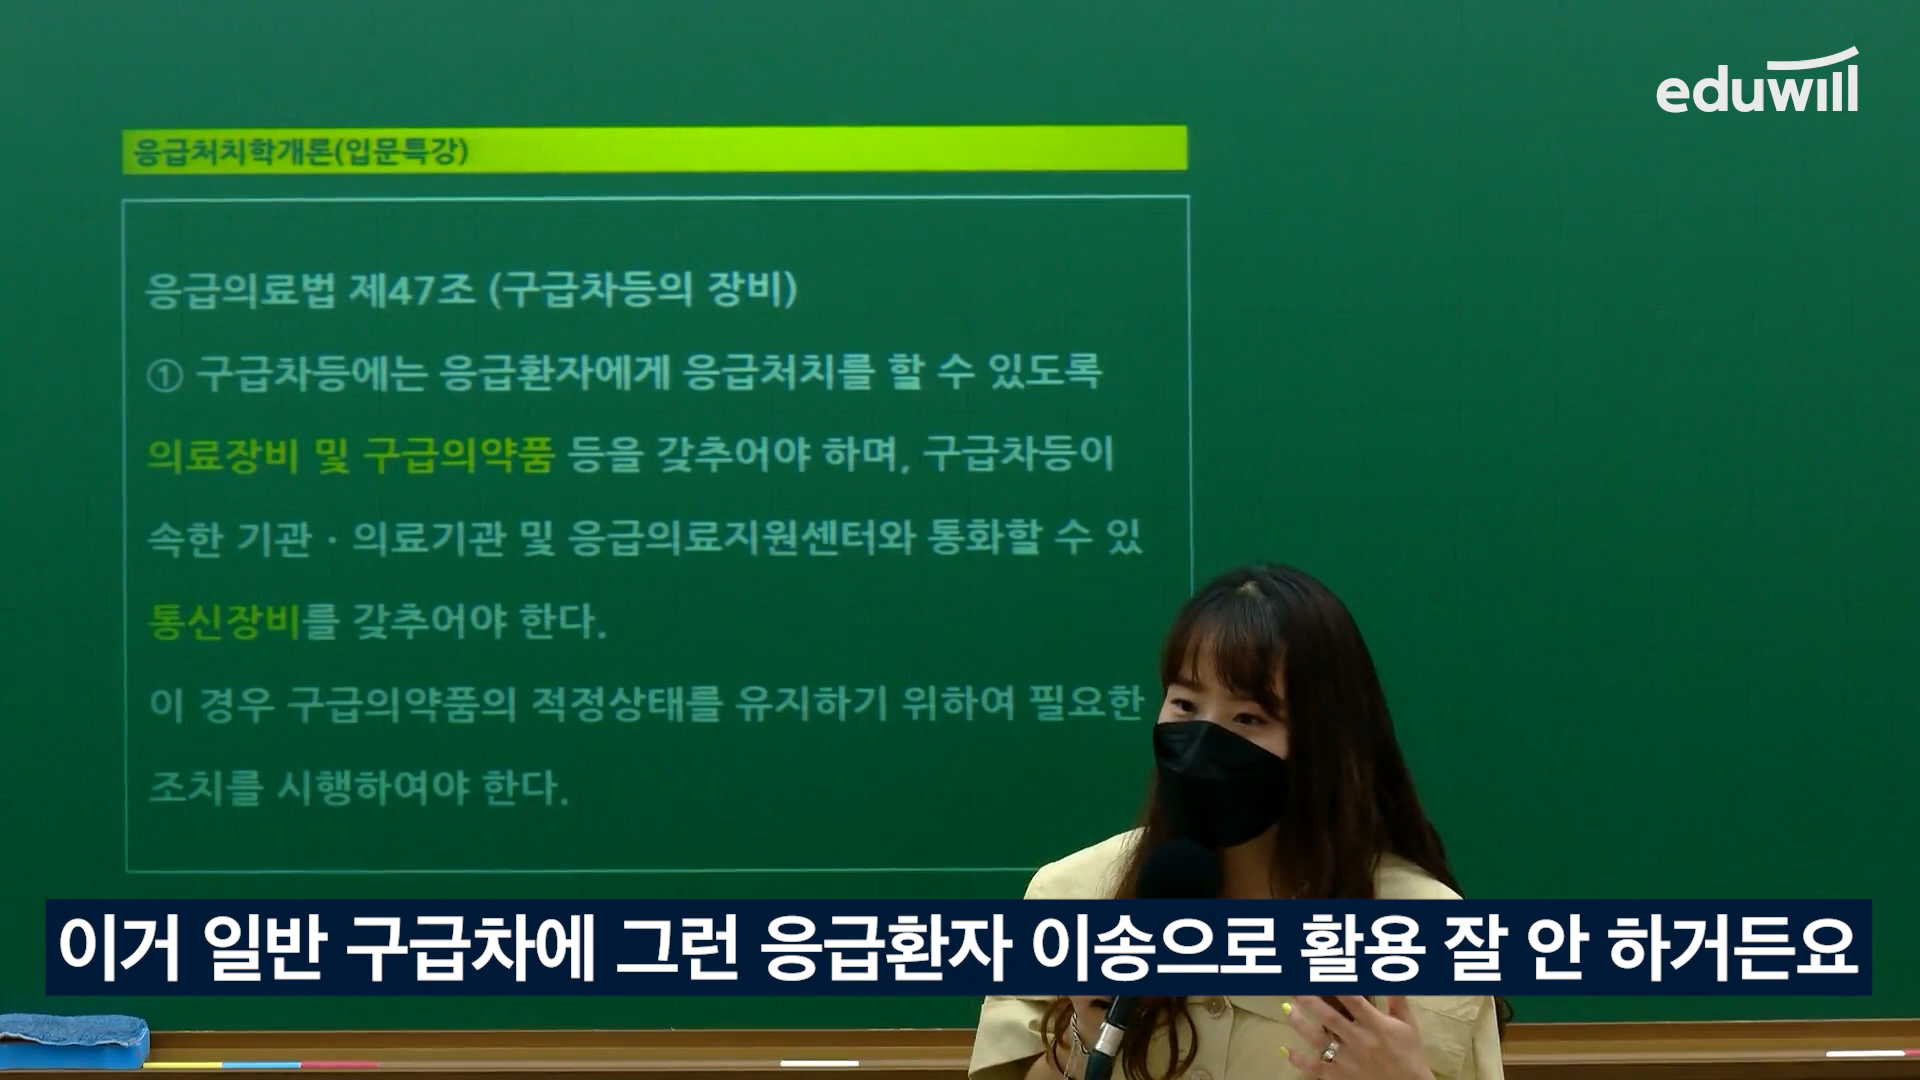 eduwill
응급처치학개론(입문특강)
응급의료법 제47조 (구급차등의 장비)
① 구급차등에는 응급환자에게 응급처치를 할 수 있도록
의료장비 및 구급의약품 등을 갖추어야 하며, 구급차등이
속한 기관 · 의료기관 및 응급의료지원센터와 통화할 수 있
통신장비를 갖추어야 한다.
이 경우 구급의약품의 적정상태를 유지하기 위하여 필요한
조치를 시행하여야 한다.
이거 일반 구급차에 그런 응급환자 이송으로 활용 잘 안 하거든요